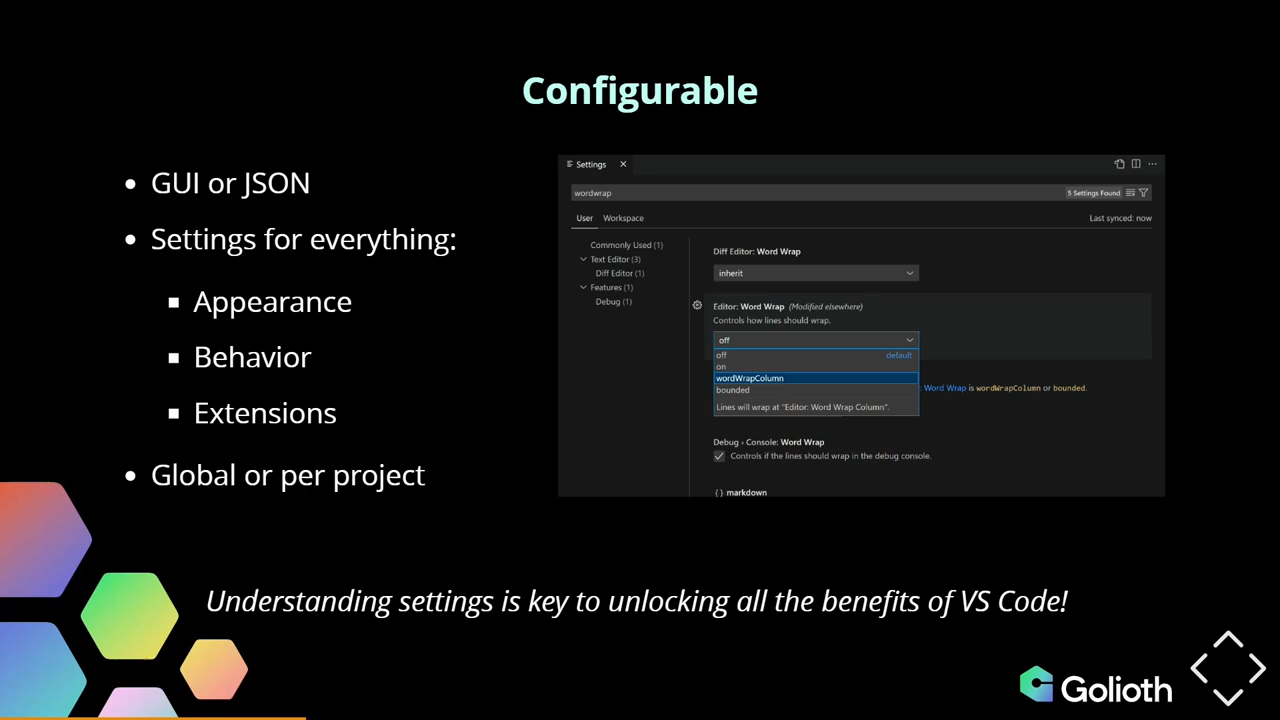 Configurable
GUI or JSON
Settings for everything:
Appearance
Behavior
Extensions
Global or per project
Settings
wordwrap
5 Settings Found
User Workspace
Last synced: now
Commonly Used (1)
Text Editor (3)
Diff Editor (1)
Features (1)
Debug (1)
Diff Editor: Word Wrap
inherit
Editor: Word Wrap (Modified elsewhere)
Controls how lines should wrap.
off
off default
on
wordWrapColumn
bounded
Lines will wrap at "Editor: Word Wrap Column".
: Word Wrap is wordWrapColumn or bounded.
Debug › Console: Word Wrap
Controls if the lines should wrap in the debug console.
{ } markdown
Understanding settings is key to unlocking all the benefits of VS Code!
Golioth